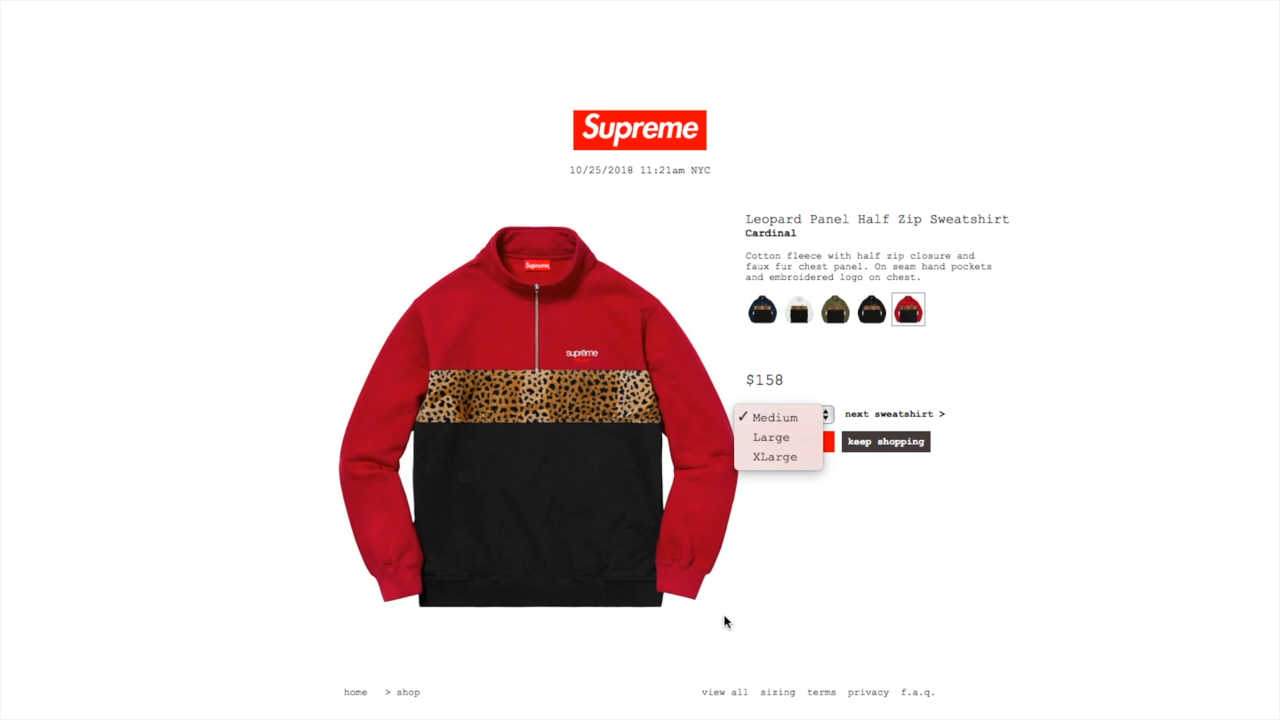 Supreme
10/25/2018 11:21am NYC
Leopard Panel Half Zip Sweatshirt
Cardinal
Cotton fleece with half zip closure and
faux fur chest panel. On seam hand pockets
and embroidered logo on chest.
Supreme
suprême
$158
✓ Medium
Large
XLarge
next sweatshirt >
keep shopping
home > shop
view all sizing terms privacy f.a.q.